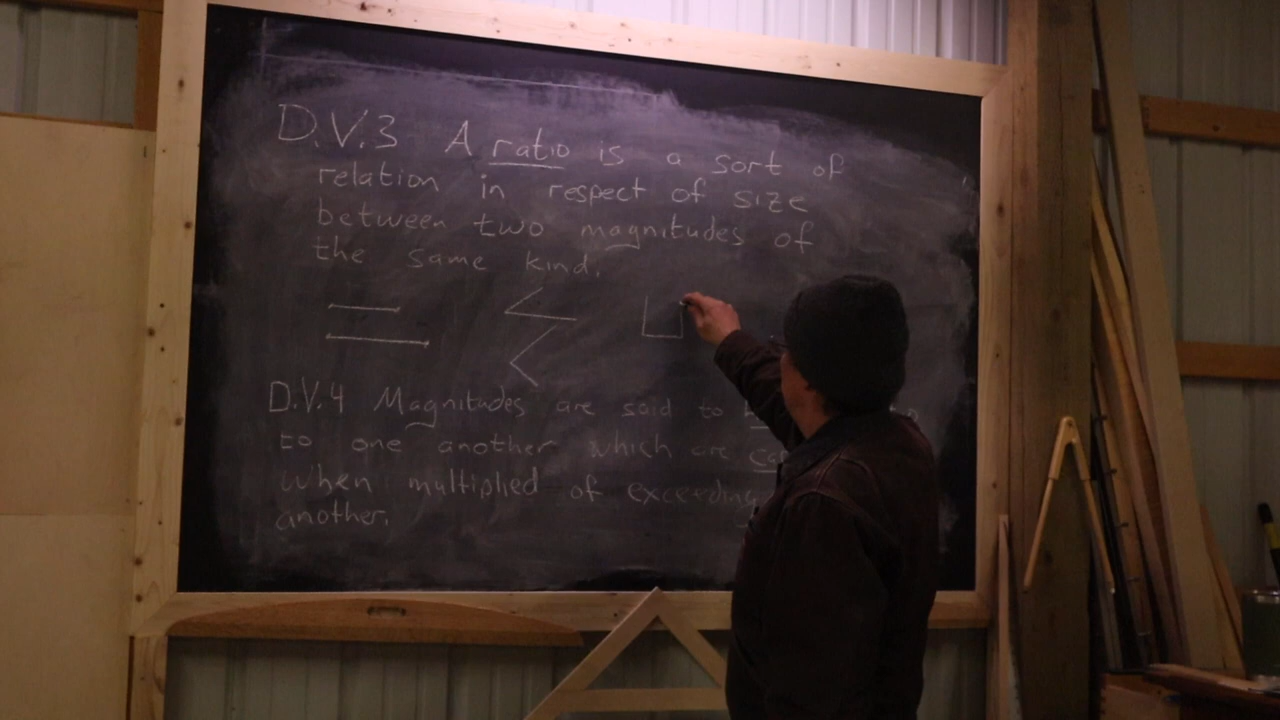 D.V.3 A ratio is a sort of
relation in respect of size
between two magnitudes of
the same kind.
D.V.4 Magnitudes are said to
to one another which are
when multiplied of exceeding
another.